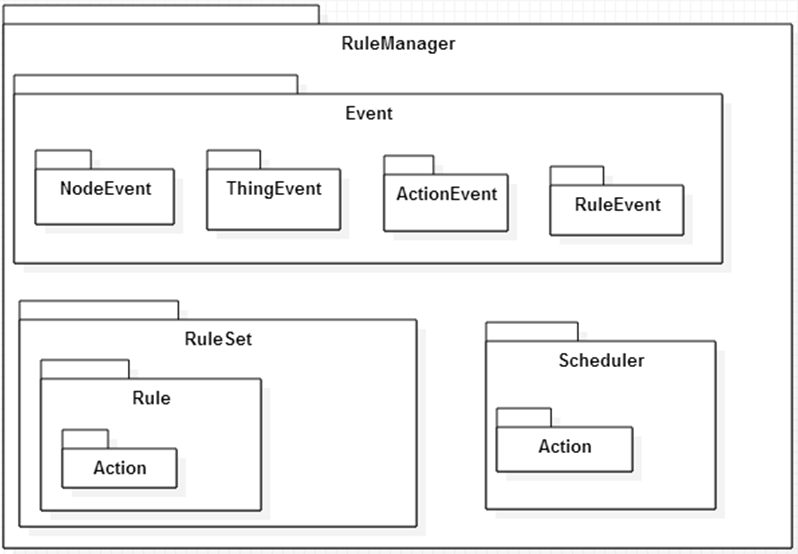 RuleManager
Event
NodeEvent
ThingEvent
ActionEvent
RuleEvent
RuleSet
Rule
Action
Scheduler
Action